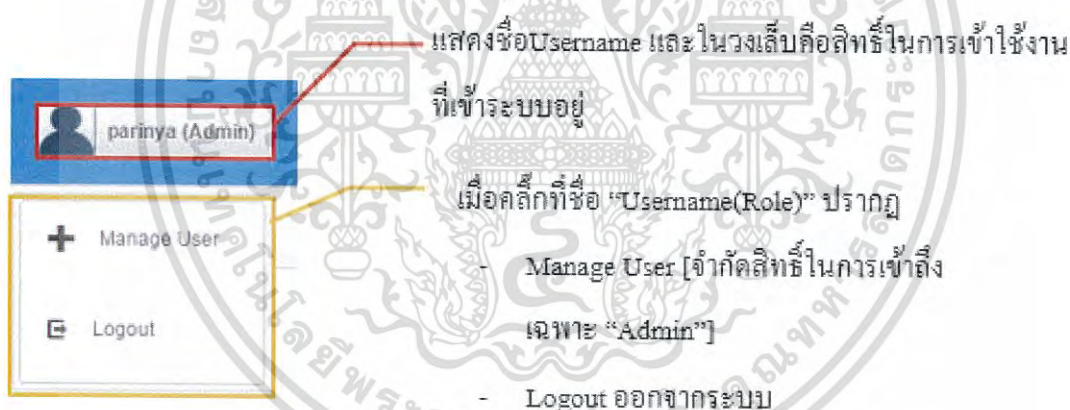 แสดงชื่อUsername และในวงเล็บคือสิทธิ์ในการเข้าใช้งาน
ที่เข้าระบบอยู่
parinya (Admin)
เมื่อคลิ๊กที่ชื่อ “Username(Role)” ปรากฏ
Manage User
- Manage User [จำกัดสิทธิ์ในการเข้าถึง
เฉพาะ “Admin”]
Logout
- Logout ออกจากระบบ